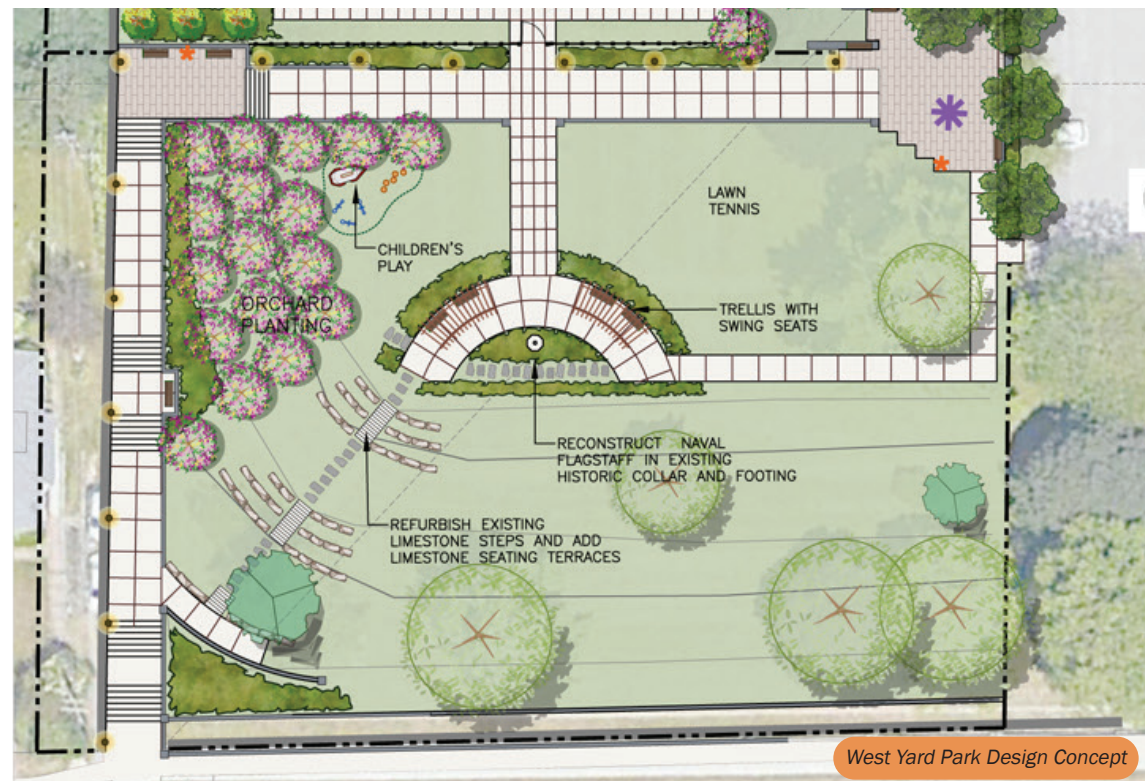 LAWN
TENNIS
CHILDREN'S
PLAY
ORCHARD
PLANTING
TRELLIS WITH
SWING SEATS
RECONSTRUCT NAVAL
FLAGSTAFF IN EXISTING
HISTORIC COLLAR AND FOOTING
REFURBISH EXISTING
LIMESTONE STEPS AND ADD
LIMESTONE SEATING TERRACES
West Yard Park Design Concept